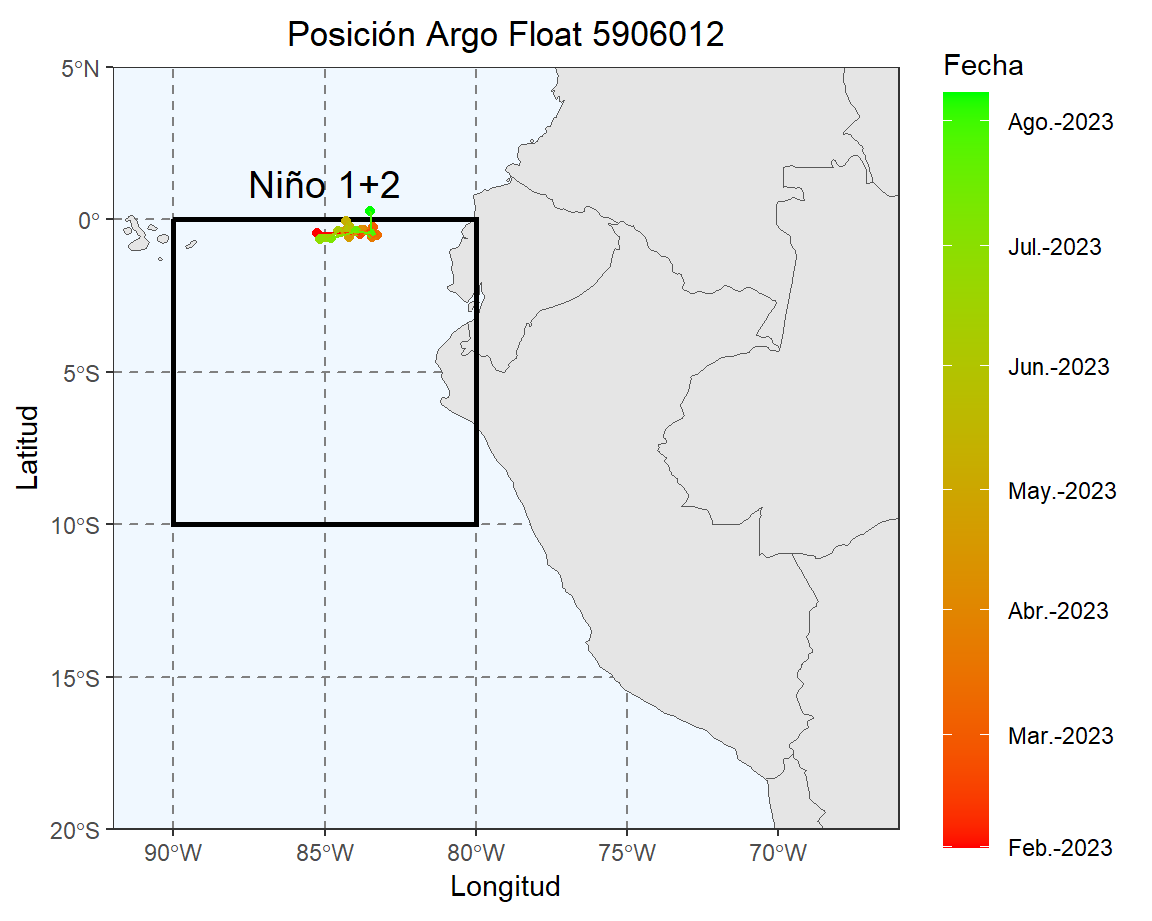 Posición Argo Float 5906012
Fecha
5°N
0°
5°S
10°S
15°S
20°S
Latitud
Niño 1+2
90°W
85°W
80°W
75°W
70°W
Longitud
Ago.-2023
Jul.-2023
Jun.-2023
May.-2023
Abr.-2023
Mar.-2023
Feb.-2023